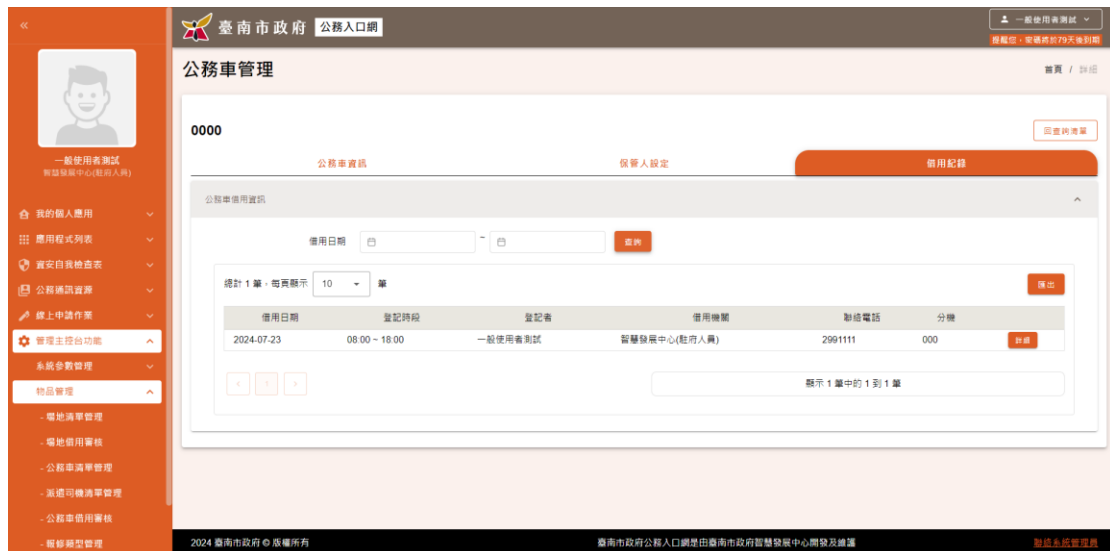 «
臺南市政府 公務入口網
一般使用者測試
提醒您，密碼將於79天後到期
公務車管理
首頁 / 詳細
一般使用者測試
智慧發展中心(駐府人員)
我的個人應用
應用程式列表
資安自我檢查表
公務通訊資源
線上申請作業
管理主控台功能
系統參數管理
物品管理
- 場地清單管理
- 場地借用審核
- 公務車清單管理
- 派遣司機清單管理
- 公務車借用審核
- 報修類型管理
0000
回查詢清單
公務車資訊 保管人設定 借用紀錄
公務車借用資訊
借用日期 ~ 查詢
總計 1 筆，每頁顯示 10 筆
匯出
借用日期 登記時段 登記者 借用機關 聯絡電話 分機
2024-07-23 08:00 ~ 18:00 一般使用者測試 智慧發展中心(駐府人員) 2991111 000 詳細
‹ 1 ›
顯示 1 筆中的 1 到 1 筆
2024 臺南市政府 © 版權所有 臺南市政府公務入口網是由臺南市政府智慧發展中心開發及維護 聯絡系統管理員